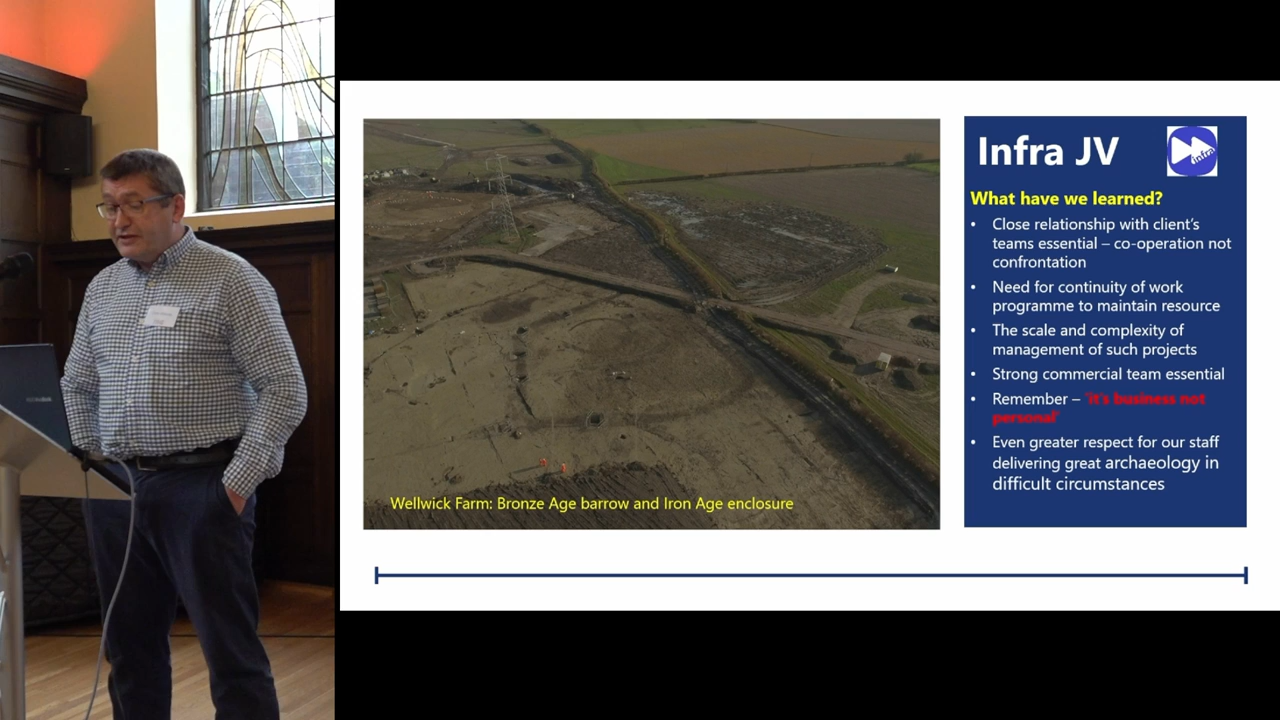 Infra JV
infra
What have we learned?
• Close relationship with client's
teams essential – co-operation not
confrontation
• Need for continuity of work
programme to maintain resource
• The scale and complexity of
management of such projects
• Strong commercial team essential
• Remember – "it's business not
personal"
• Even greater respect for our staff
delivering great archaeology in
difficult circumstances
Wellwick Farm: Bronze Age barrow and Iron Age enclosure